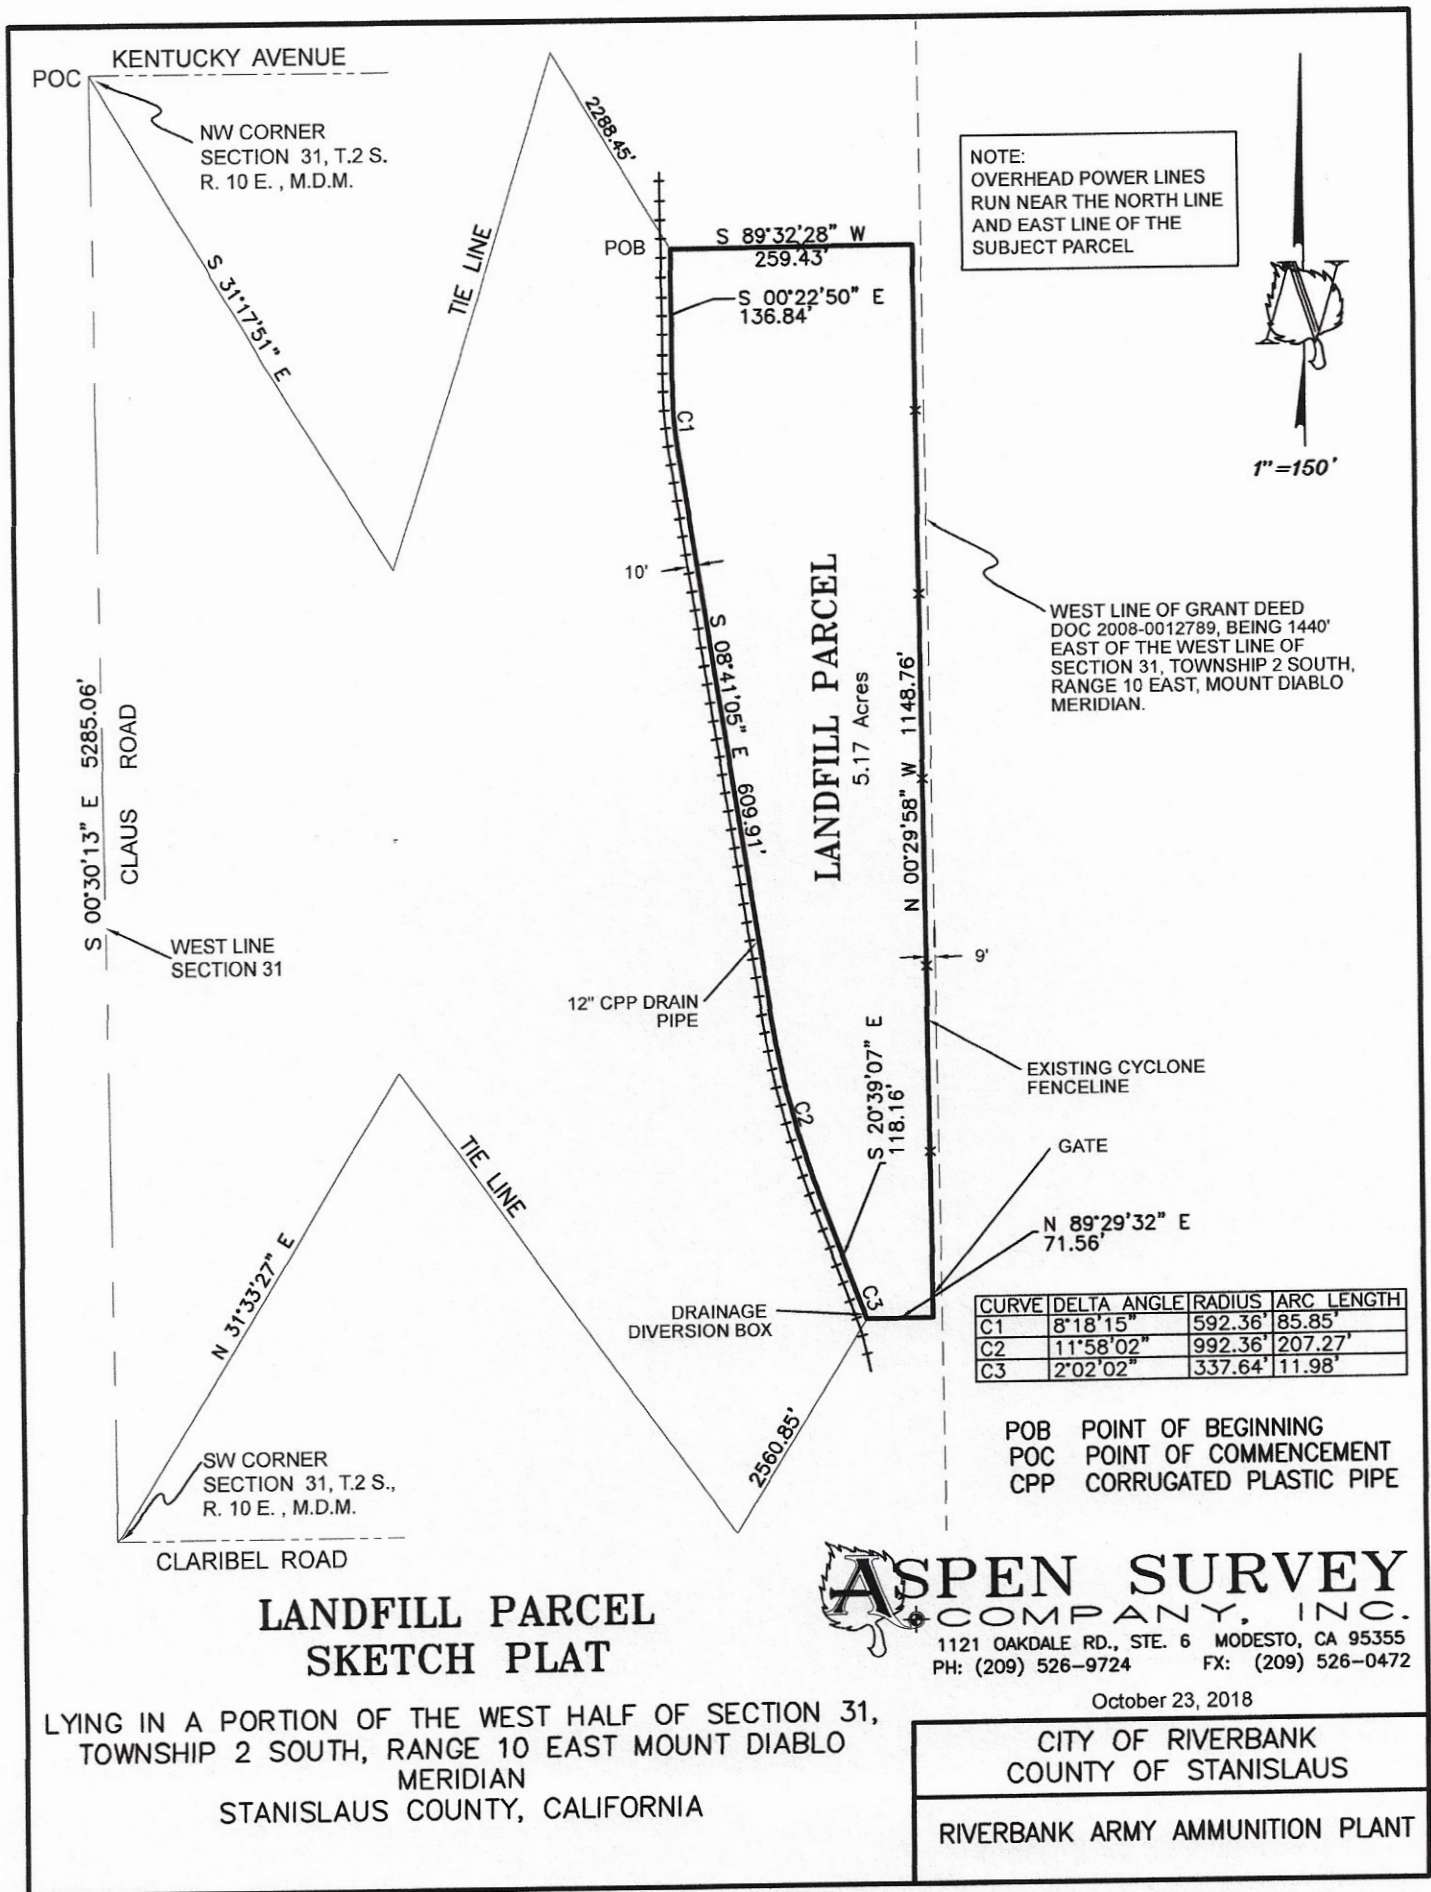 KENTUCKY AVENUE
POC
NW CORNER
SECTION 31, T.2 S.
R. 10 E. , M.D.M.
S 31°17'51" E
TIE LINE
2288.45'
POB
S 89°32'28" W
259.43'
S 00°22'50" E
136.84'
NOTE:
OVERHEAD POWER LINES
RUN NEAR THE NORTH LINE
AND EAST LINE OF THE
SUBJECT PARCEL
N
1"=150'
C1
10'
S 08°41'05" E 609.91'
LANDFILL PARCEL
5.17 Acres
N 00°29'58" W 1148.76'
WEST LINE OF GRANT DEED
DOC 2008-0012789, BEING 1440'
EAST OF THE WEST LINE OF
SECTION 31, TOWNSHIP 2 SOUTH,
RANGE 10 EAST, MOUNT DIABLO
MERIDIAN.
S 00°30'13" E 5285.06'
CLAUS ROAD
WEST LINE
SECTION 31
9'
12" CPP DRAIN
PIPE
S 20°39'07" E
118.16'
EXISTING CYCLONE
FENCELINE
C2
GATE
TIE LINE
N 31°33'27" E
N 89°29'32" E
71.56'
C3
DRAINAGE
DIVERSION BOX
CURVE DELTA ANGLE RADIUS ARC LENGTH
C1 8°18'15" 592.36' 85.85'
C2 11°58'02" 992.36' 207.27'
C3 2°02'02" 337.64' 11.98'
2560.85'
POB POINT OF BEGINNING
POC POINT OF COMMENCEMENT
CPP CORRUGATED PLASTIC PIPE
SW CORNER
SECTION 31, T.2 S.,
R. 10 E. , M.D.M.
CLARIBEL ROAD
ASPEN SURVEY
COMPANY, INC.
1121 OAKDALE RD., STE. 6 MODESTO, CA 95355
PH: (209) 526-9724 FX: (209) 526-0472
October 23, 2018
LANDFILL PARCEL
SKETCH PLAT
LYING IN A PORTION OF THE WEST HALF OF SECTION 31,
TOWNSHIP 2 SOUTH, RANGE 10 EAST MOUNT DIABLO
MERIDIAN
STANISLAUS COUNTY, CALIFORNIA
CITY OF RIVERBANK
COUNTY OF STANISLAUS
RIVERBANK ARMY AMMUNITION PLANT